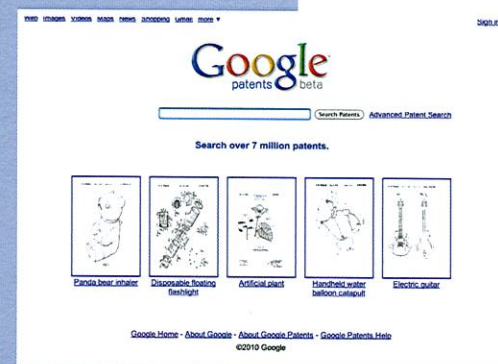 Web Images Videos Maps News Shopping Gmail more ▼
Sign in
Google
patents beta
Search Patents Advanced Patent Search
Search over 7 million patents.
Panda bear inhaler
Disposable floating
flashlight
Artificial plant
Handheld water
balloon catapult
Electric guitar
Google Home - About Google - About Google Patents - Google Patents Help
©2010 Google